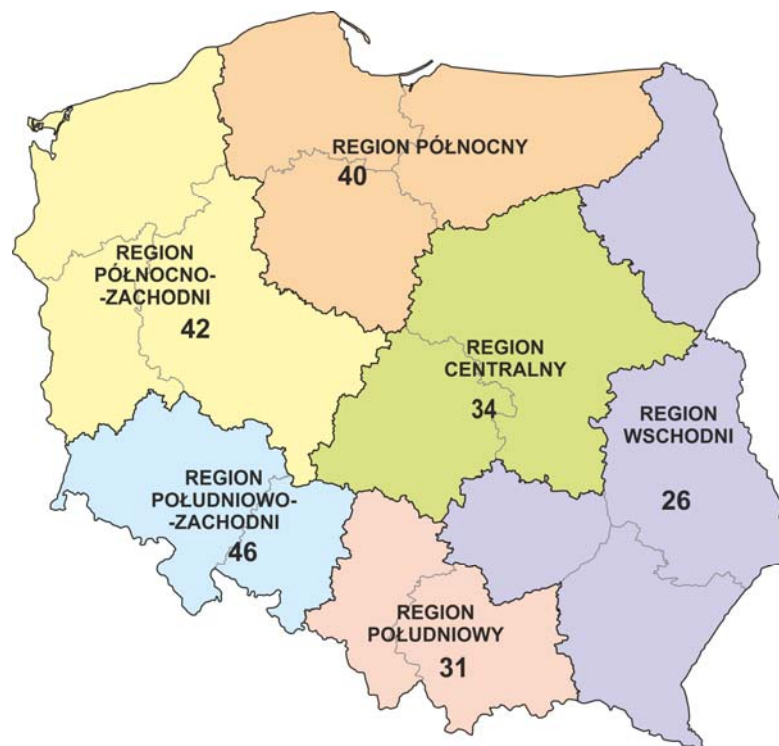 REGION PÓŁNOCNY
40
REGION
PÓŁNOCNO-
-ZACHODNI
42
REGION
CENTRALNY
34
REGION
WSCHODNI
26
REGION
POŁUDNIOWO-
-ZACHODNI
46
REGION
POŁUDNIOWY
31